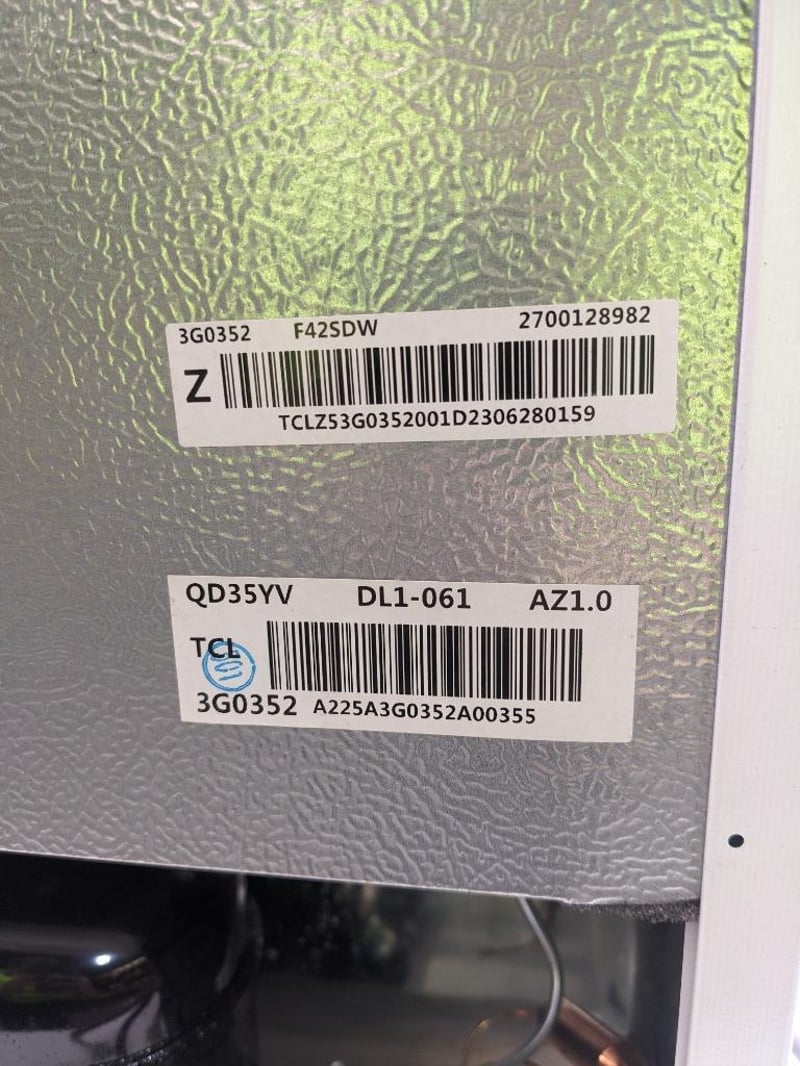 3G0352 F42SDW 2700128982
Z
TCLZ53G0352001D2306280159
QD35YV DL1-061 AZ1.0
TCL
3G0352 A225A3G0352A00355